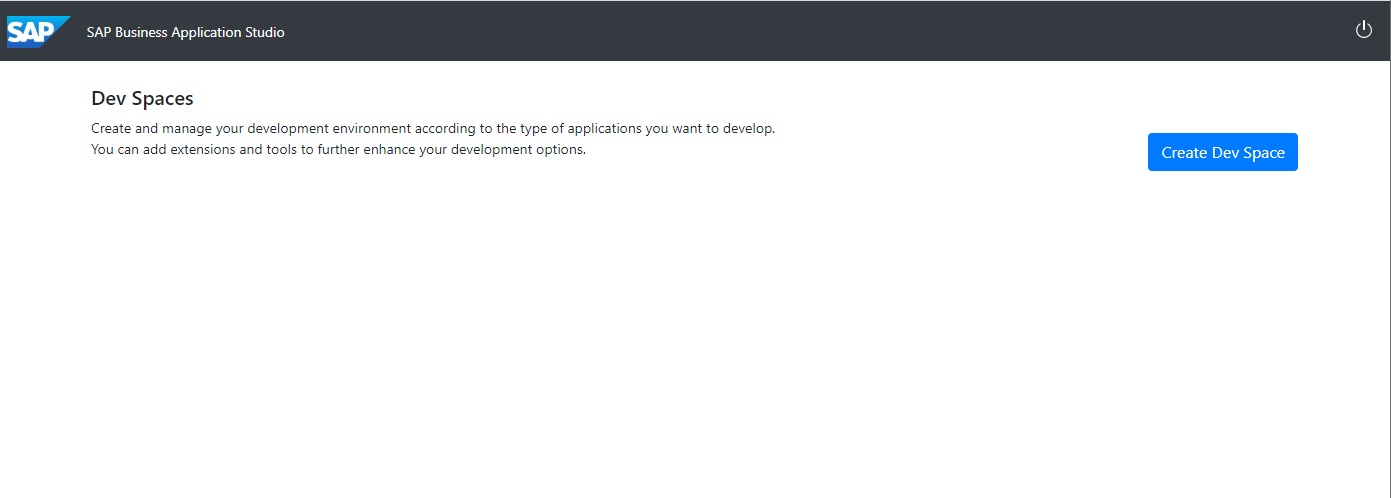 SAP
SAP Business Application Studio
Dev Spaces
Create and manage your development environment according to the type of applications you want to develop.
You can add extensions and tools to further enhance your development options.
Create Dev Space